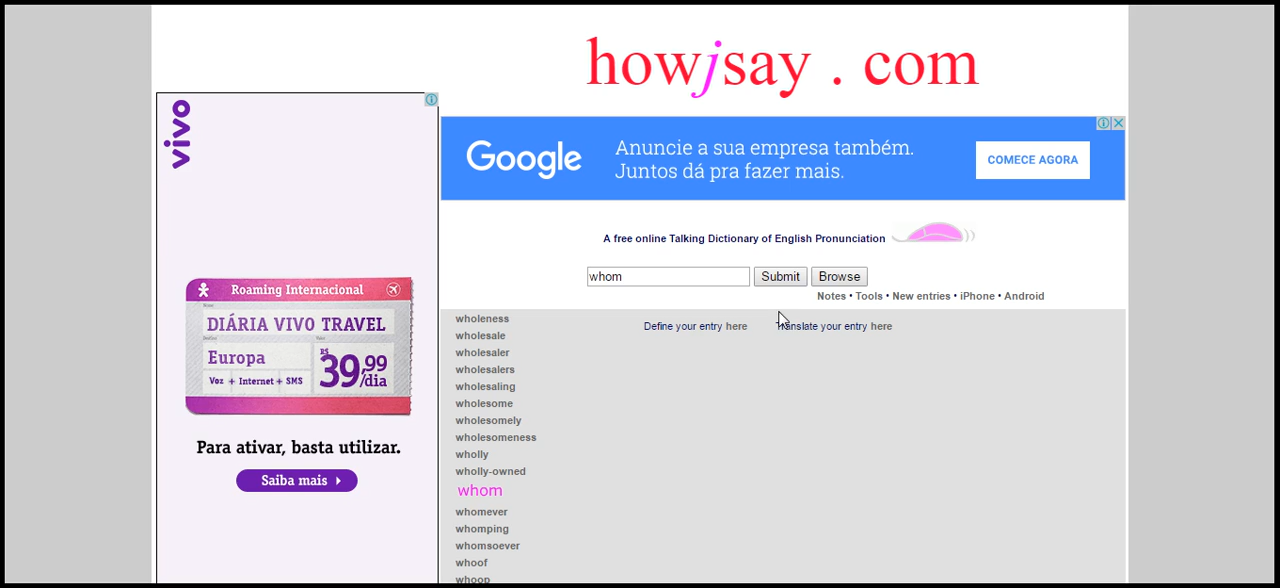 howjsay . com
vivo
Google
Anuncie a sua empresa também.
Juntos dá pra fazer mais.
COMECE AGORA
A free online Talking Dictionary of English Pronunciation
whom
Submit
Browse
Notes • Tools • New entries • iPhone • Android
Roaming Internacional
DIÁRIA VIVO TRAVEL
Europa
Voz + Internet + SMS
R$
39,99
/dia
Para ativar, basta utilizar.
Saiba mais
wholeness
wholesale
wholesaler
wholesalers
wholesaling
wholesome
wholesomely
wholesomeness
wholly
wholly-owned
whom
whomever
whomping
whomsoever
whoof
whoop
Define your entry here
Translate your entry here